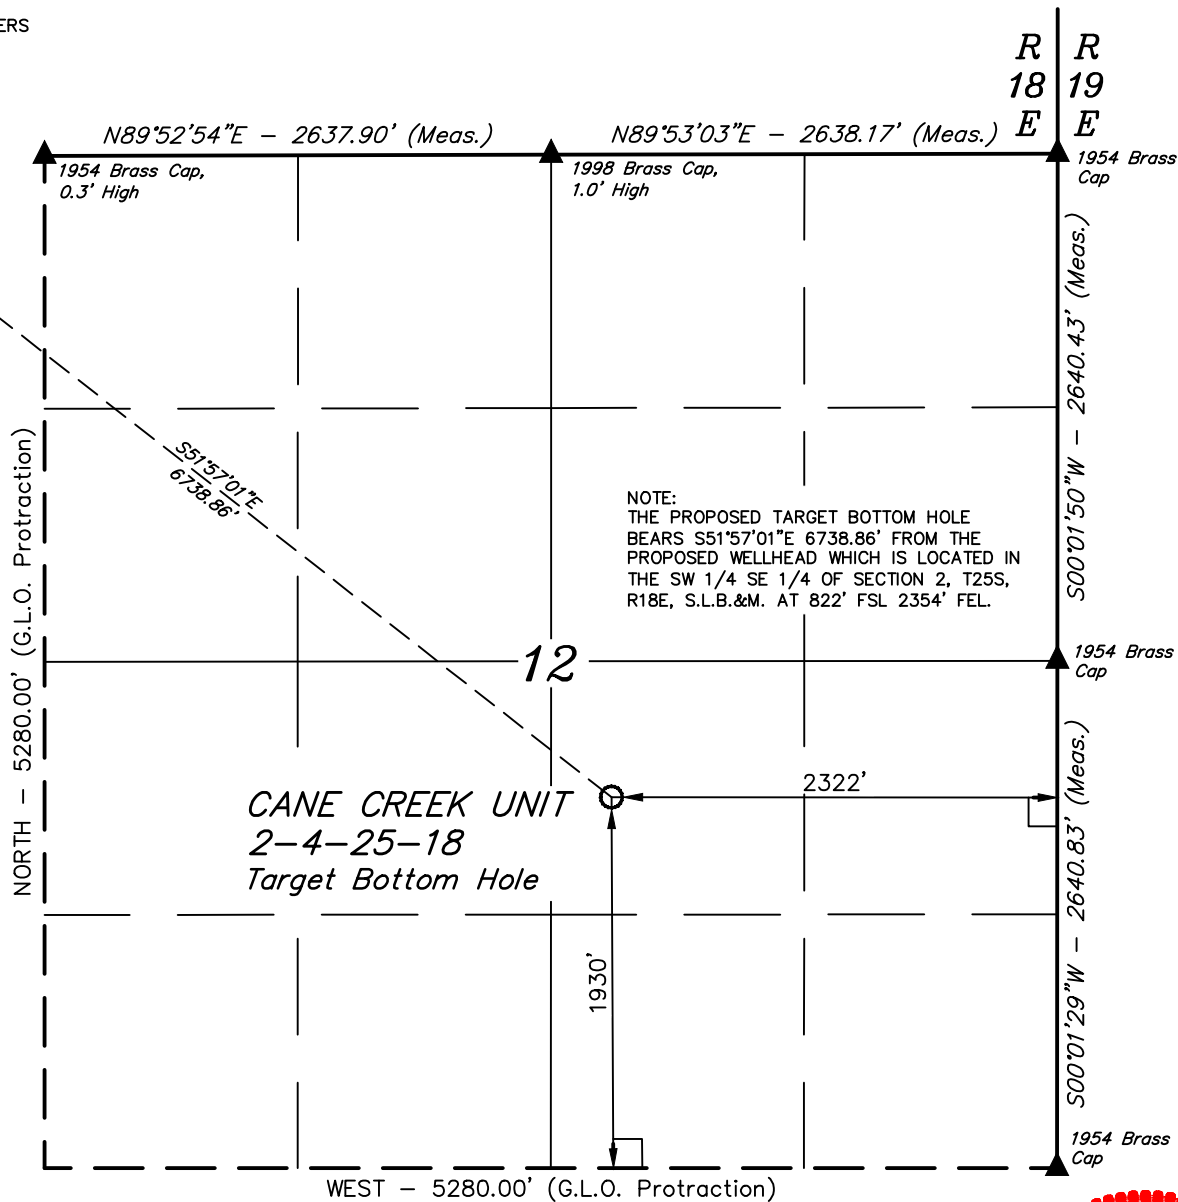 ERS
R R
18 19
E E
N89°52'54"E - 2637.90' (Meas.)
N89°53'03"E - 2638.17' (Meas.)
1954 Brass Cap,
0.3' High
1998 Brass Cap,
1.0' High
1954 Brass
Cap
S00°01'50"W - 2640.43' (Meas.)
S51°57'01"E
6738.86'
NOTE:
THE PROPOSED TARGET BOTTOM HOLE
BEARS S51°57'01"E 6738.86' FROM THE
PROPOSED WELLHEAD WHICH IS LOCATED IN
THE SW 1/4 SE 1/4 OF SECTION 2, T25S,
R18E, S.L.B.&M. AT 822' FSL 2354' FEL.
NORTH - 5280.00' (G.L.O. Protraction)
12
1954 Brass
Cap
2322'
CANE CREEK UNIT
2-4-25-18
Target Bottom Hole
1930'
S00°01'29"W - 2640.83' (Meas.)
1954 Brass
Cap
WEST - 5280.00' (G.L.O. Protraction)